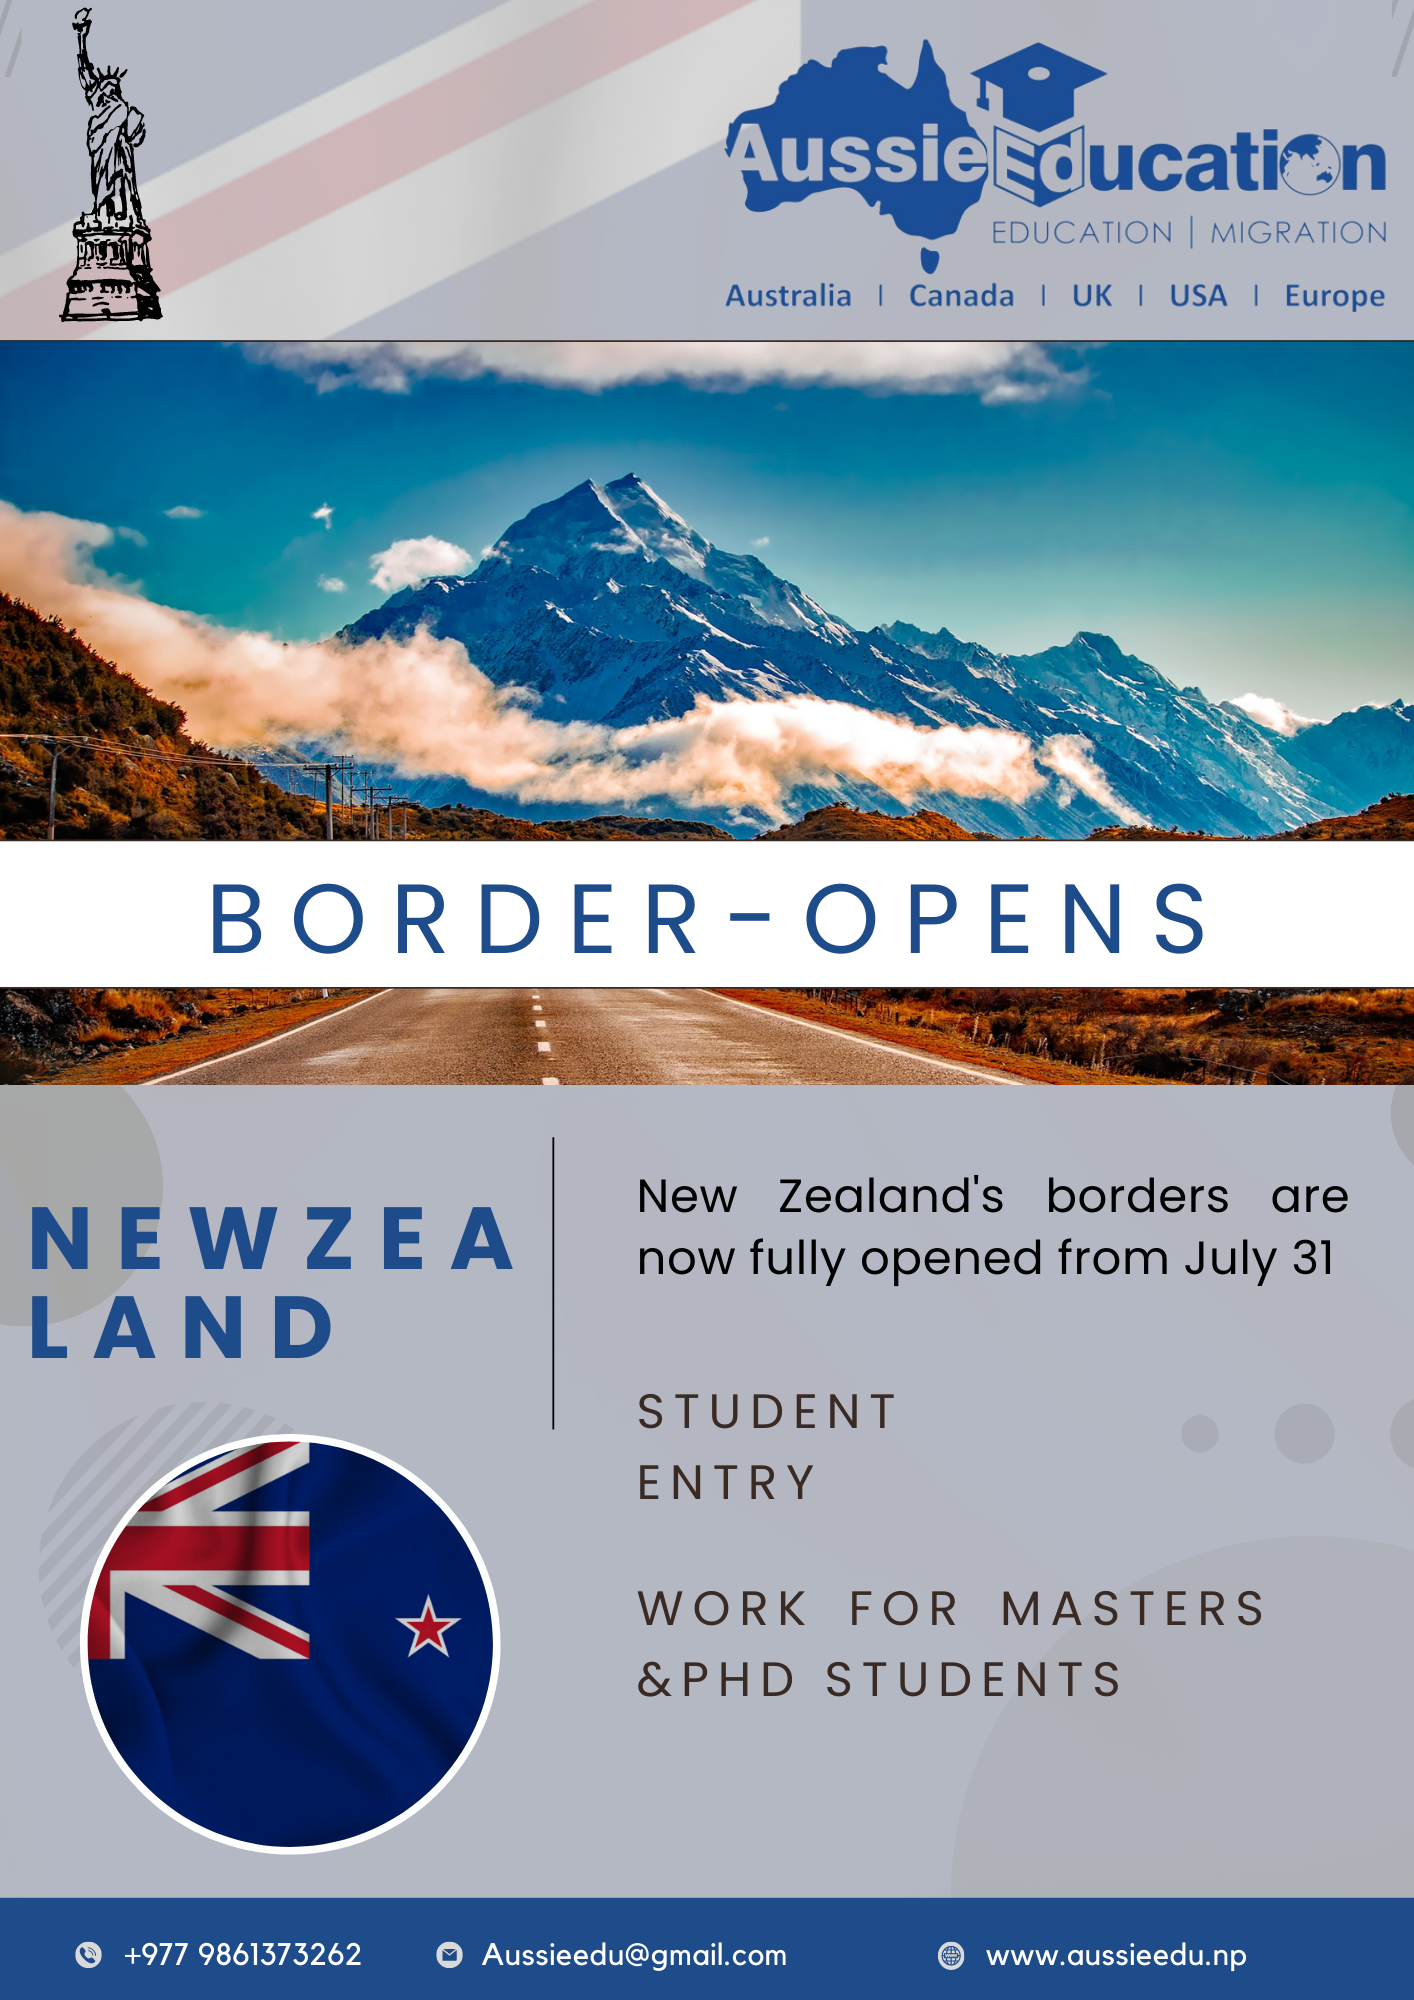 AussieEducation
EDUCATION | MIGRATION
Australia | Canada | UK | USA | Europe
BORDER-OPENS
NEWZEA
LAND
New Zealand's borders are
now fully opened from July 31
STUDENT
ENTRY
WORK FOR MASTERS
&PHD STUDENTS
+977 9861373262 Aussieedu@gmail.com www.aussieedu.np